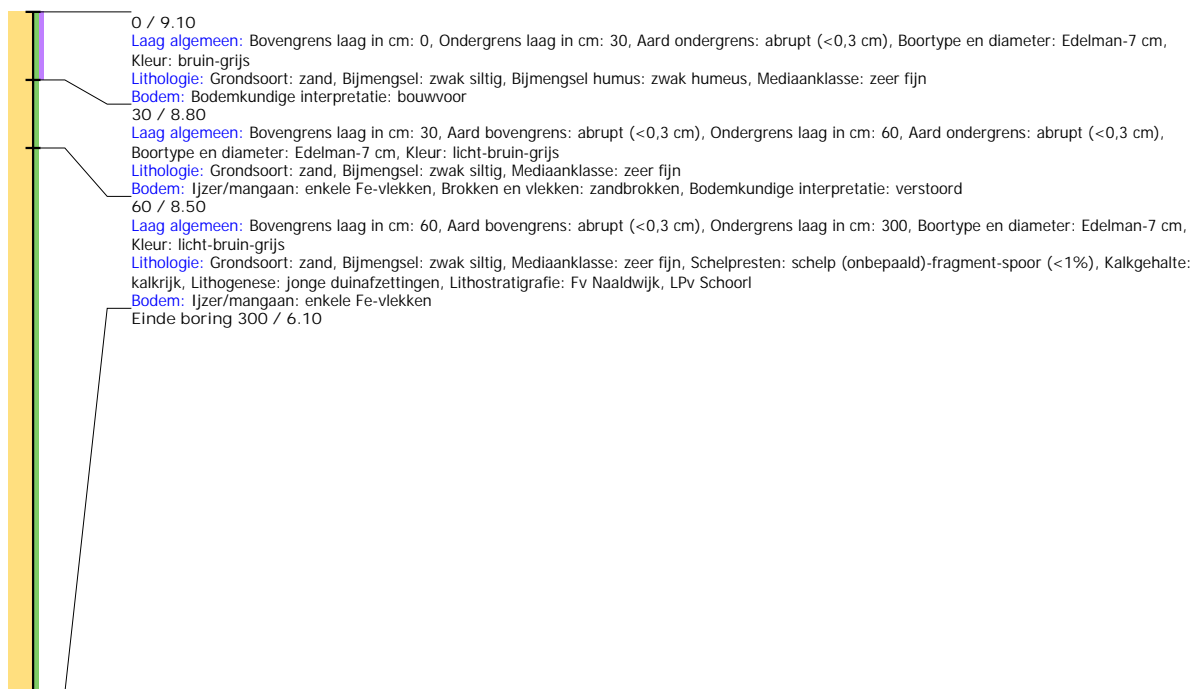 0 / 9.10
Laag algemeen: Bovengrens laag in cm: 0, Ondergrens laag in cm: 30, Aard ondergrens: abrupt (<0,3 cm), Boortype en diameter: Edelman-7 cm,
Kleur: bruin-grijs
Lithologie: Grondsoort: zand, Bijmengsel: zwak siltig, Bijmengsel humus: zwak humeus, Mediaanklasse: zeer fijn
Bodem: Bodemkundige interpretatie: bouwvoor
30 / 8.80
Laag algemeen: Bovengrens laag in cm: 30, Aard bovengrens: abrupt (<0,3 cm), Ondergrens laag in cm: 60, Aard ondergrens: abrupt (<0,3 cm),
Boortype en diameter: Edelman-7 cm, Kleur: licht-bruin-grijs
Lithologie: Grondsoort: zand, Bijmengsel: zwak siltig, Mediaanklasse: zeer fijn
Bodem: Ijzer/mangaan: enkele Fe-vlekken, Brokken en vlekken: zandbrokken, Bodemkundige interpretatie: verstoord
60 / 8.50
Laag algemeen: Bovengrens laag in cm: 60, Aard bovengrens: abrupt (<0,3 cm), Ondergrens laag in cm: 300, Boortype en diameter: Edelman-7 cm,
Kleur: licht-bruin-grijs
Lithologie: Grondsoort: zand, Bijmengsel: zwak siltig, Mediaanklasse: zeer fijn, Schelpresten: schelp (onbepaald)-fragment-spoor (<1%), Kalkgehalte:
kalkrijk, Lithogenese: jonge duinafzettingen, Lithostratigrafie: Fv Naaldwijk, LPv Schoorl
Bodem: Ijzer/mangaan: enkele Fe-vlekken
Einde boring 300 / 6.10